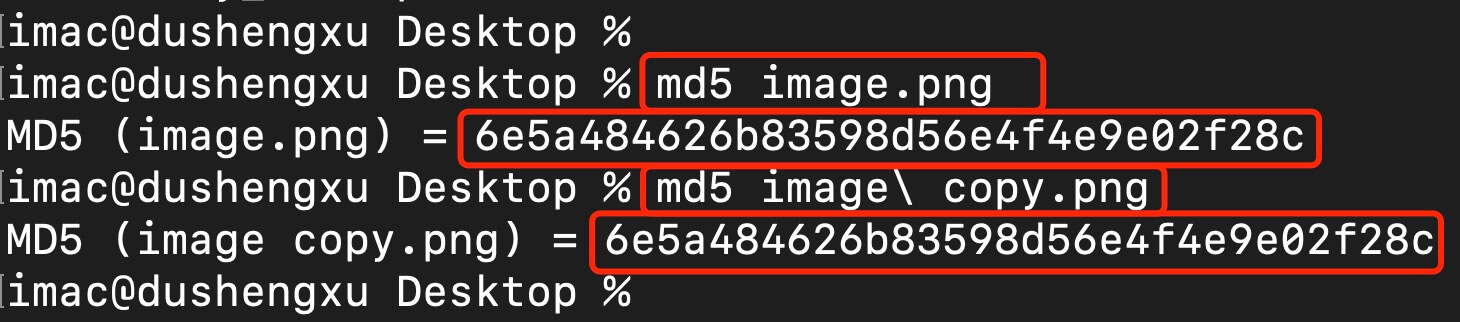 imac@dushengxu Desktop %
imac@dushengxu Desktop % md5 image.png
MD5 (image.png) = 6e5a484626b83598d56e4f4e9e02f28c
imac@dushengxu Desktop % md5 image\ copy.png
MD5 (image copy.png) = 6e5a484626b83598d56e4f4e9e02f28c
imac@dushengxu Desktop %